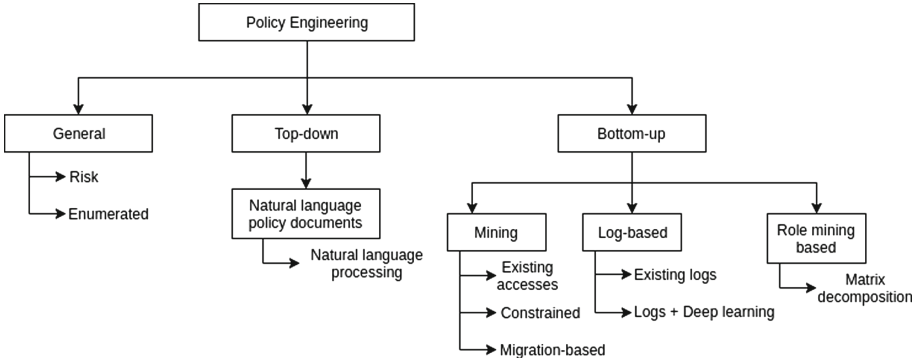 Policy Engineering
General
Top-down
Bottom-up
Risk
Enumerated
Natural language
policy documents
Natural language
processing
Mining
Log-based
Role mining
based
Existing
accesses
Constrained
Migration-based
Existing logs
Logs + Deep learning
Matrix
decomposition